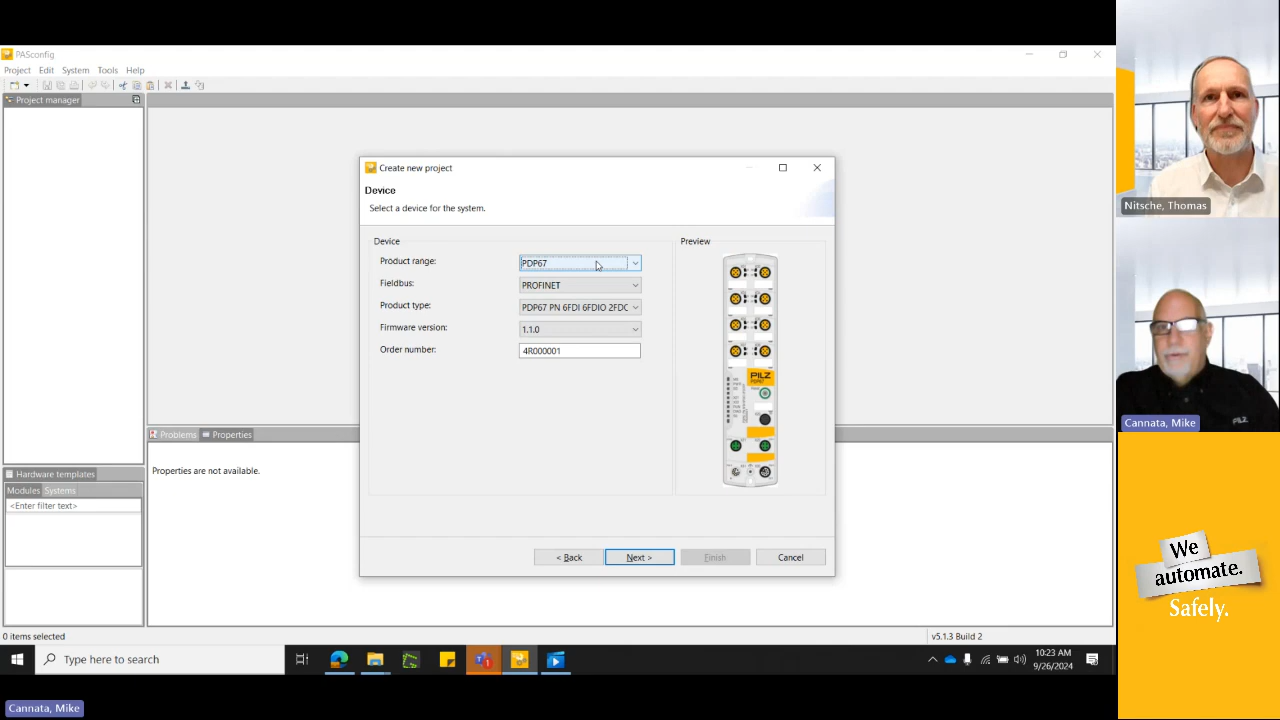 PASconfig
Project Edit System Tools Help
Project manager
Create new project
Device
Select a device for the system.
Device
Preview
Product range:
PDP67
Fieldbus:
PROFINET
Product type:
PDP67 PN 6FDI 6FDIO 2FDC
Firmware version:
1.1.0
Order number:
4R000001
PILZ
< Back
Next >
Finish
Cancel
Problems
Properties
Properties are not available.
Hardware templates
Modules
Systems
<Enter filter text>
0 items selected
v5.1.3 Build 2
Type here to search
10:23 AM
9/26/2024
Cannata, Mike
Nitsche, Thomas
Cannata, Mike
PILZ
We
automate.
Safely.